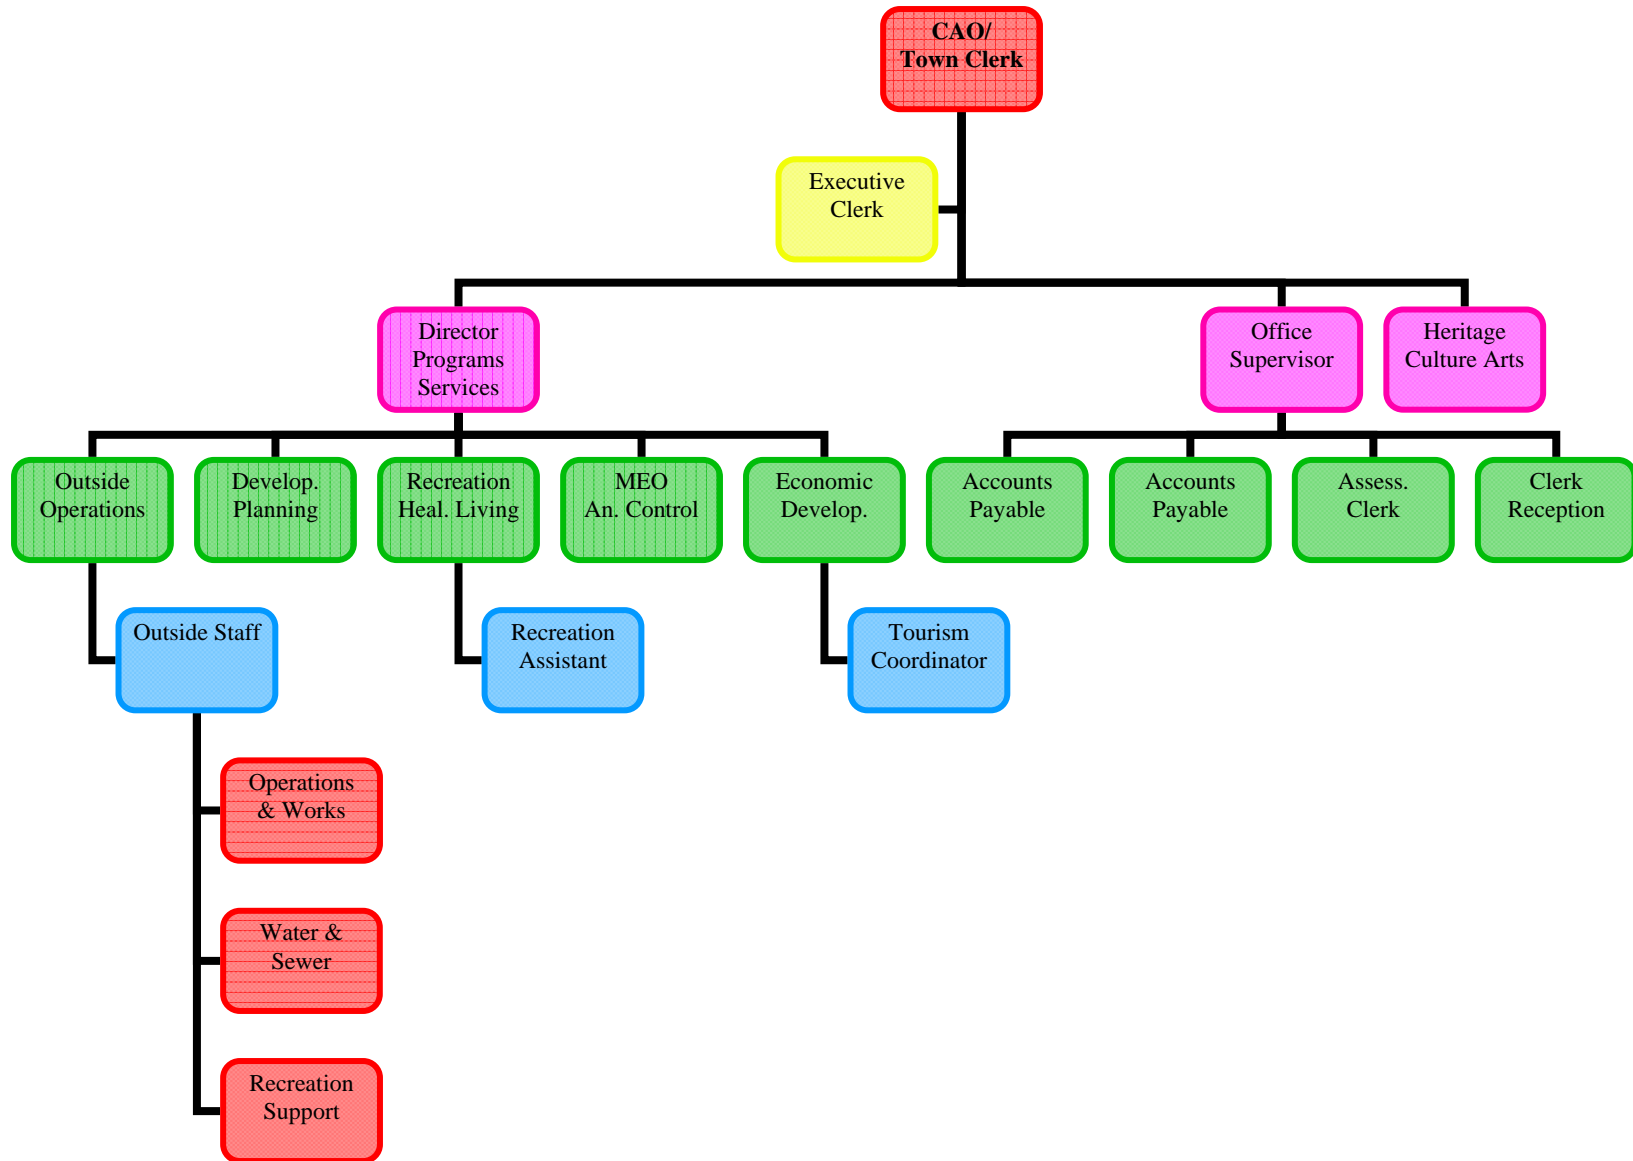 CAO/
Town Clerk
Executive
Clerk
Director
Programs
Services
Office
Supervisor
Heritage
Culture Arts
Outside
Operations
Develop.
Planning
Recreation
Heal. Living
MEO
An. Control
Economic
Develop.
Accounts
Payable
Accounts
Payable
Assess.
Clerk
Clerk
Reception
Outside Staff
Recreation
Assistant
Tourism
Coordinator
Operations
& Works
Water &
Sewer
Recreation
Support